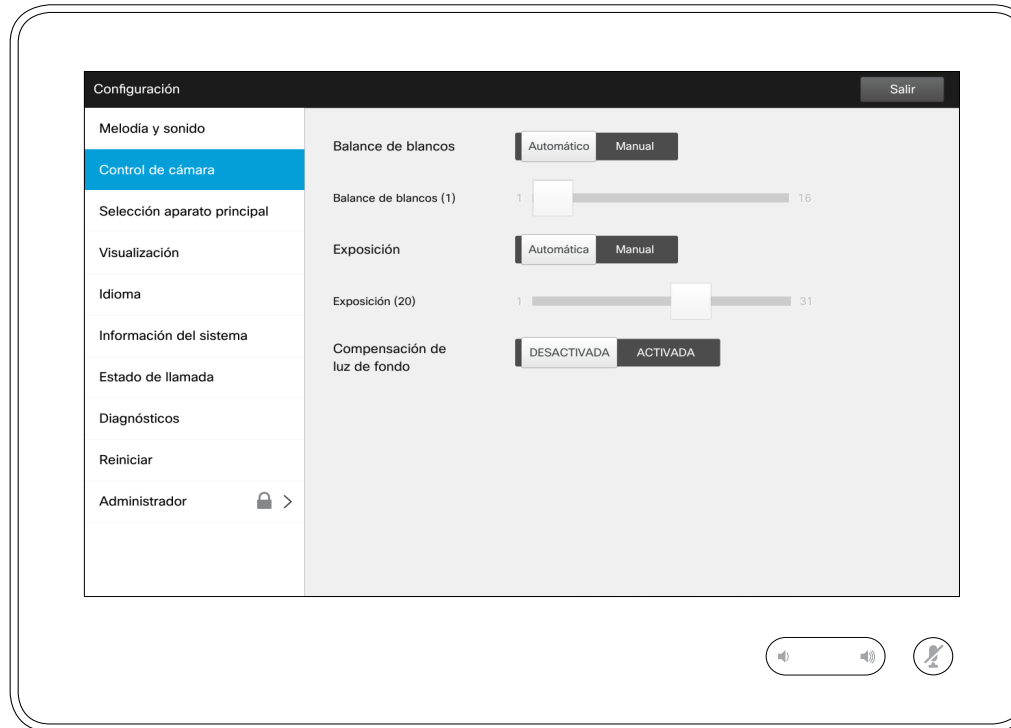 Configuración
Salir
Melodía y sonido
Control de cámara
Selección aparato principal
Visualización
Idioma
Información del sistema
Estado de llamada
Diagnósticos
Reiniciar
Administrador
Balance de blancos
Automático
Manual
Balance de blancos (1)
1
16
Exposición
Automática
Manual
Exposición (20)
1
31
Compensación de
luz de fondo
DESACTIVADA
ACTIVADA